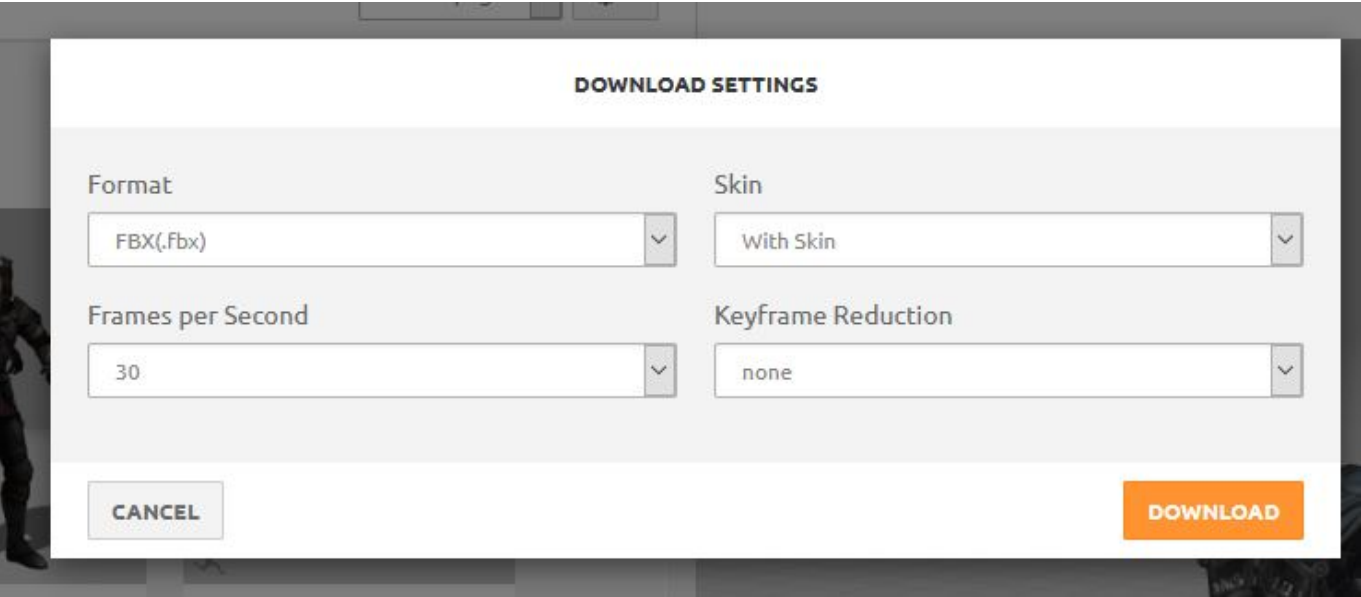 DOWNLOAD SETTINGS
Format
Skin
FBX(.fbx)
With Skin
Frames per Second
Keyframe Reduction
30
none
CANCEL
DOWNLOAD